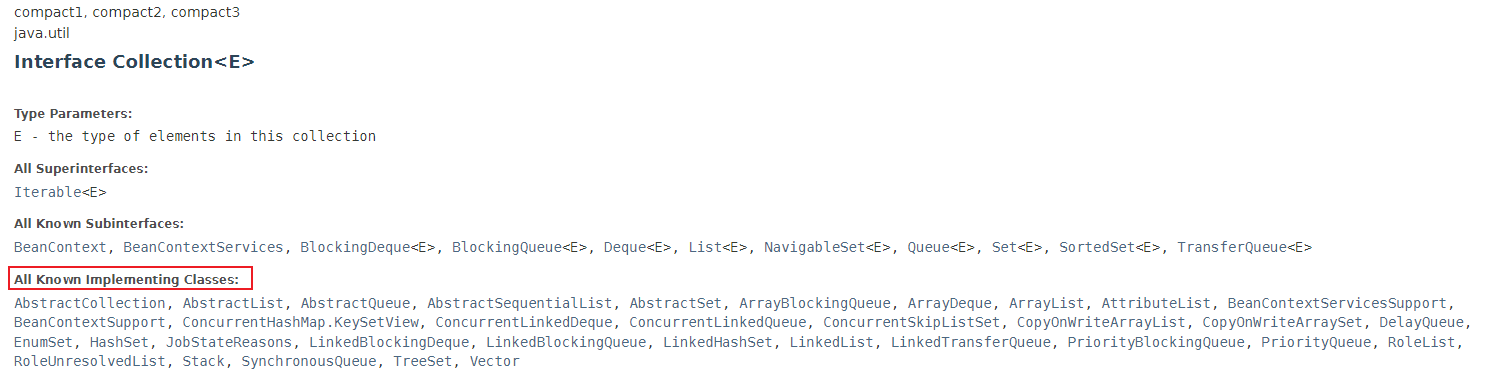 compact1, compact2, compact3
java.util
Interface Collection<E>
Type Parameters:
E - the type of elements in this collection
All Superinterfaces:
Iterable<E>
All Known Subinterfaces:
BeanContext, BeanContextServices, BlockingDeque<E>, BlockingQueue<E>, Deque<E>, List<E>, NavigableSet<E>, Queue<E>, Set<E>, SortedSet<E>, TransferQueue<E>
All Known Implementing Classes:
AbstractCollection, AbstractList, AbstractQueue, AbstractSequentialList, AbstractSet, ArrayBlockingQueue, ArrayDeque, ArrayList, AttributeList, BeanContextServicesSupport,
BeanContextSupport, ConcurrentHashMap.KeySetView, ConcurrentLinkedDeque, ConcurrentLinkedQueue, ConcurrentSkipListSet, CopyOnWriteArrayList, CopyOnWriteArraySet, DelayQueue,
EnumSet, HashSet, JobStateReasons, LinkedBlockingDeque, LinkedBlockingQueue, LinkedHashSet, LinkedList, LinkedTransferQueue, PriorityBlockingQueue, PriorityQueue, RoleList,
RoleUnresolvedList, Stack, SynchronousQueue, TreeSet, Vector